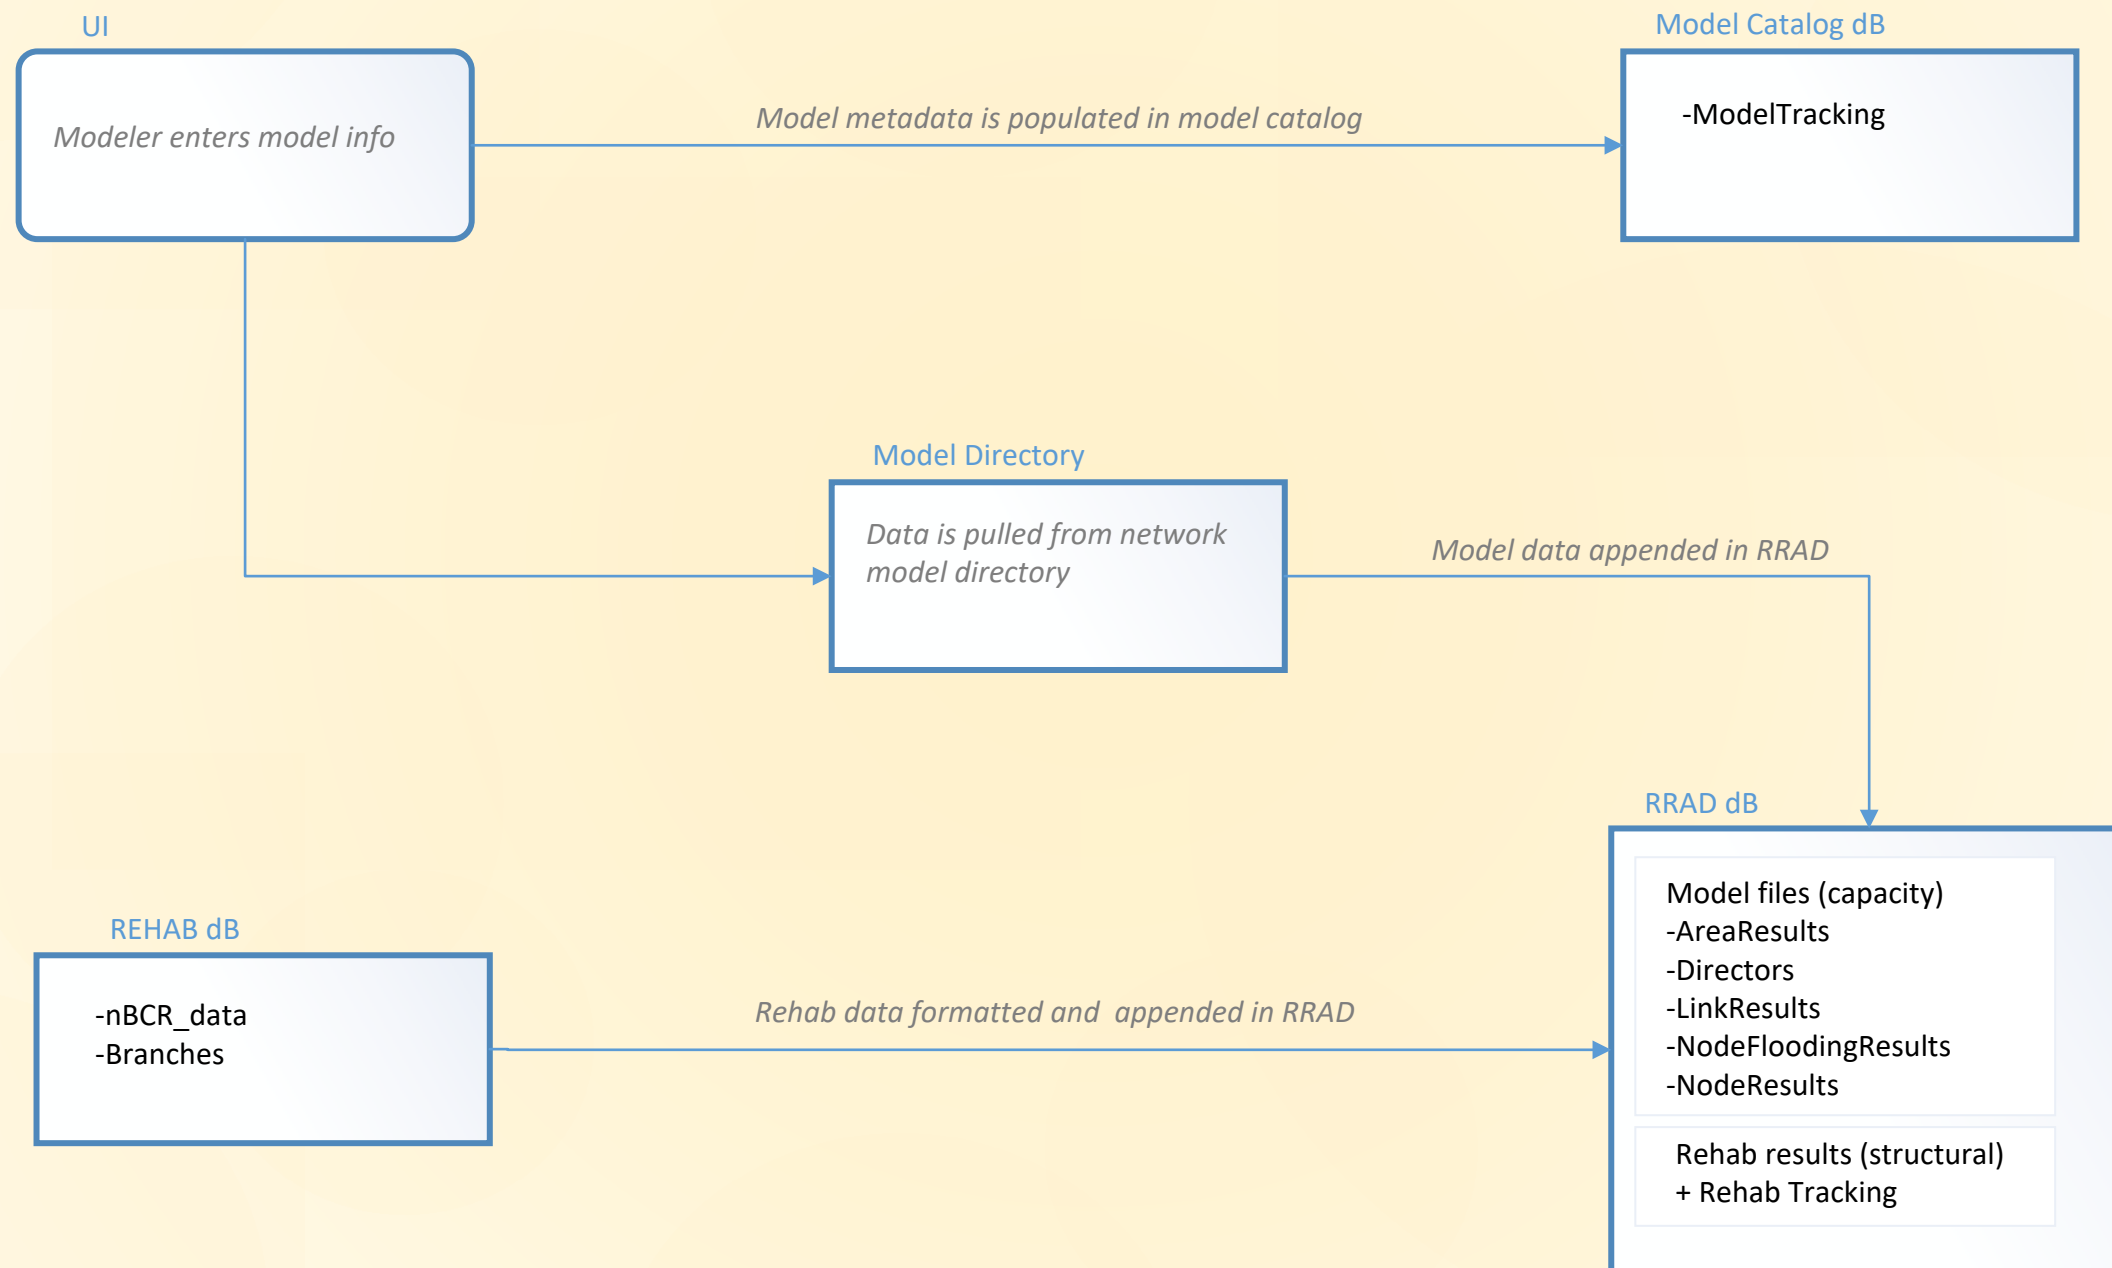 UI
Modeler enters model info
Model metadata is populated in model catalog
Model Catalog dB
-ModelTracking
Model Directory
Data is pulled from network
model directory
Model data appended in RRAD
REHAB dB
-nBCR_data
-Branches
Rehab data formatted and  appended in RRAD
RRAD dB
Model files (capacity)
-AreaResults
-Directors
-LinkResults
-NodeFloodingResults
-NodeResults
Rehab results (structural)
+ Rehab Tracking